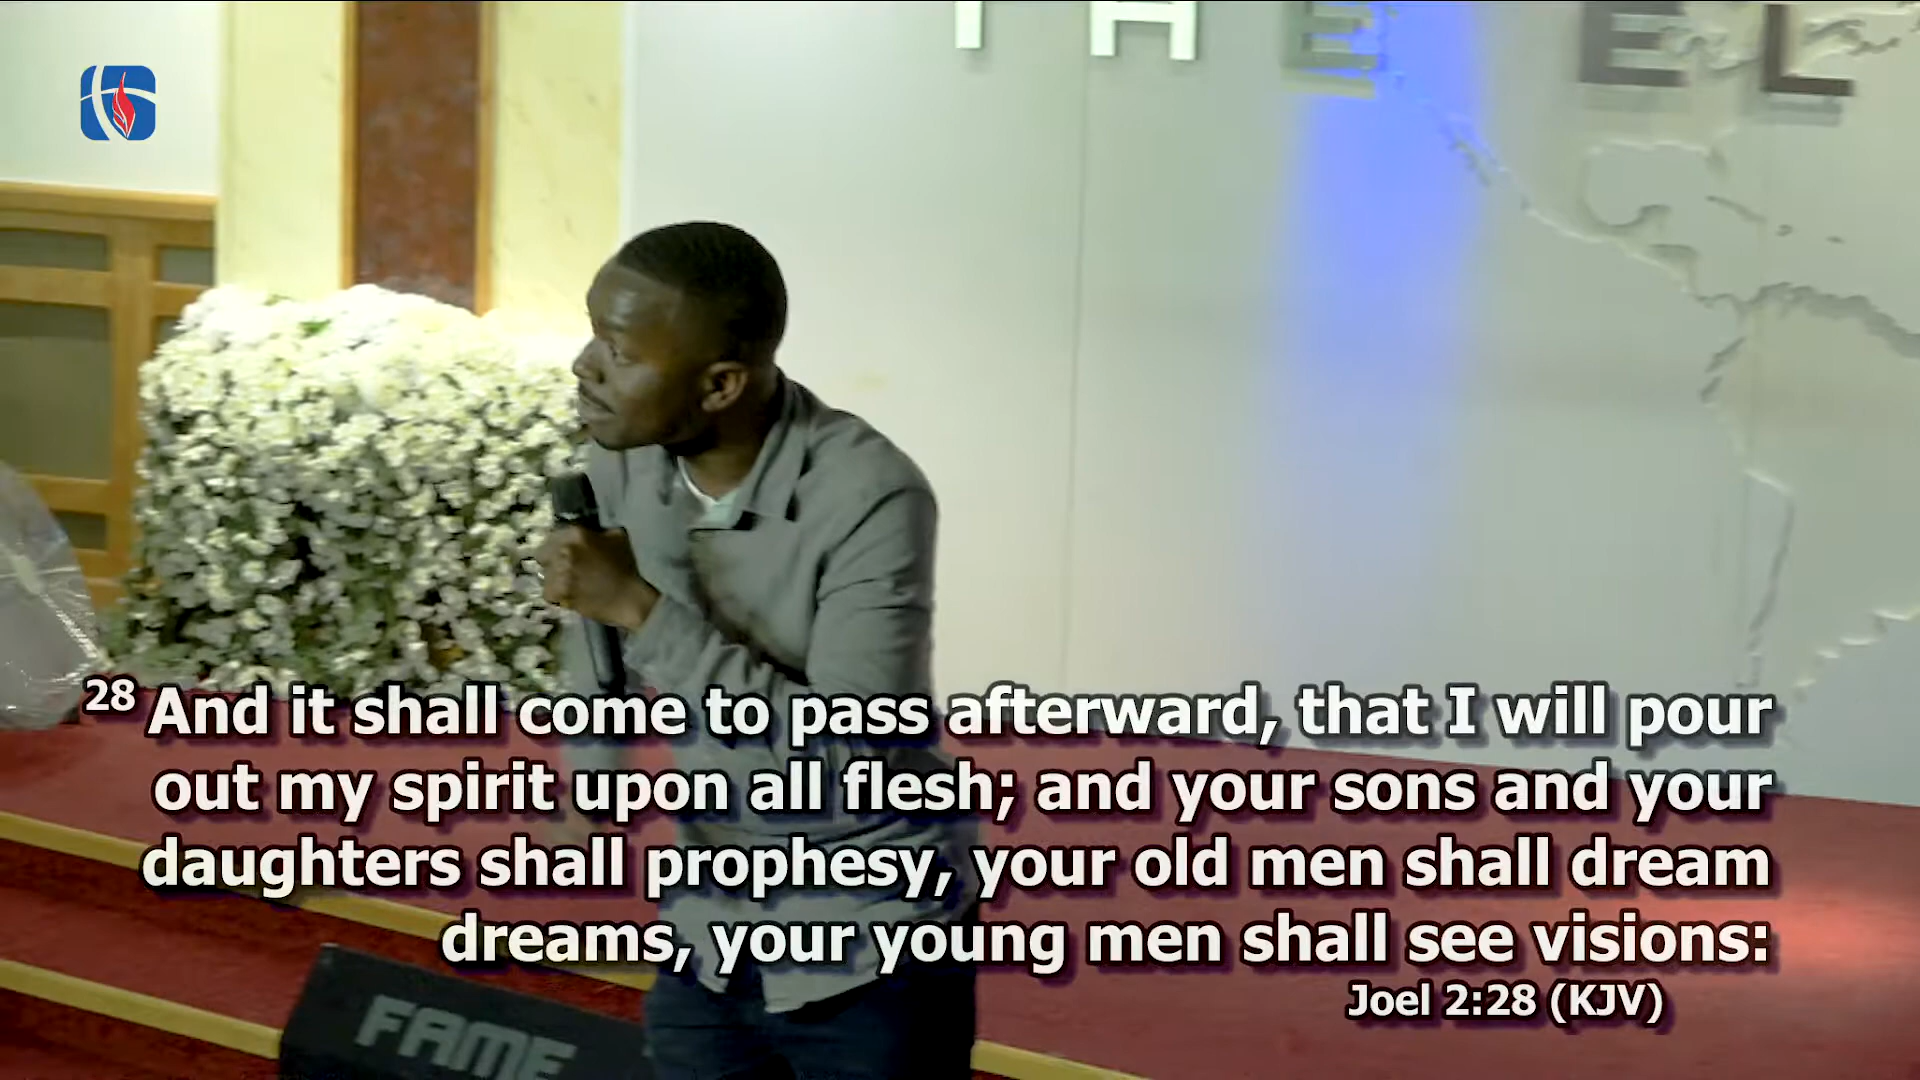 THE EL
²⁸ And it shall come to pass afterward, that I will pour
out my spirit upon all flesh; and your sons and your
daughters shall prophesy, your old men shall dream
dreams, your young men shall see visions:
Joel 2:28 (KJV)
FAME